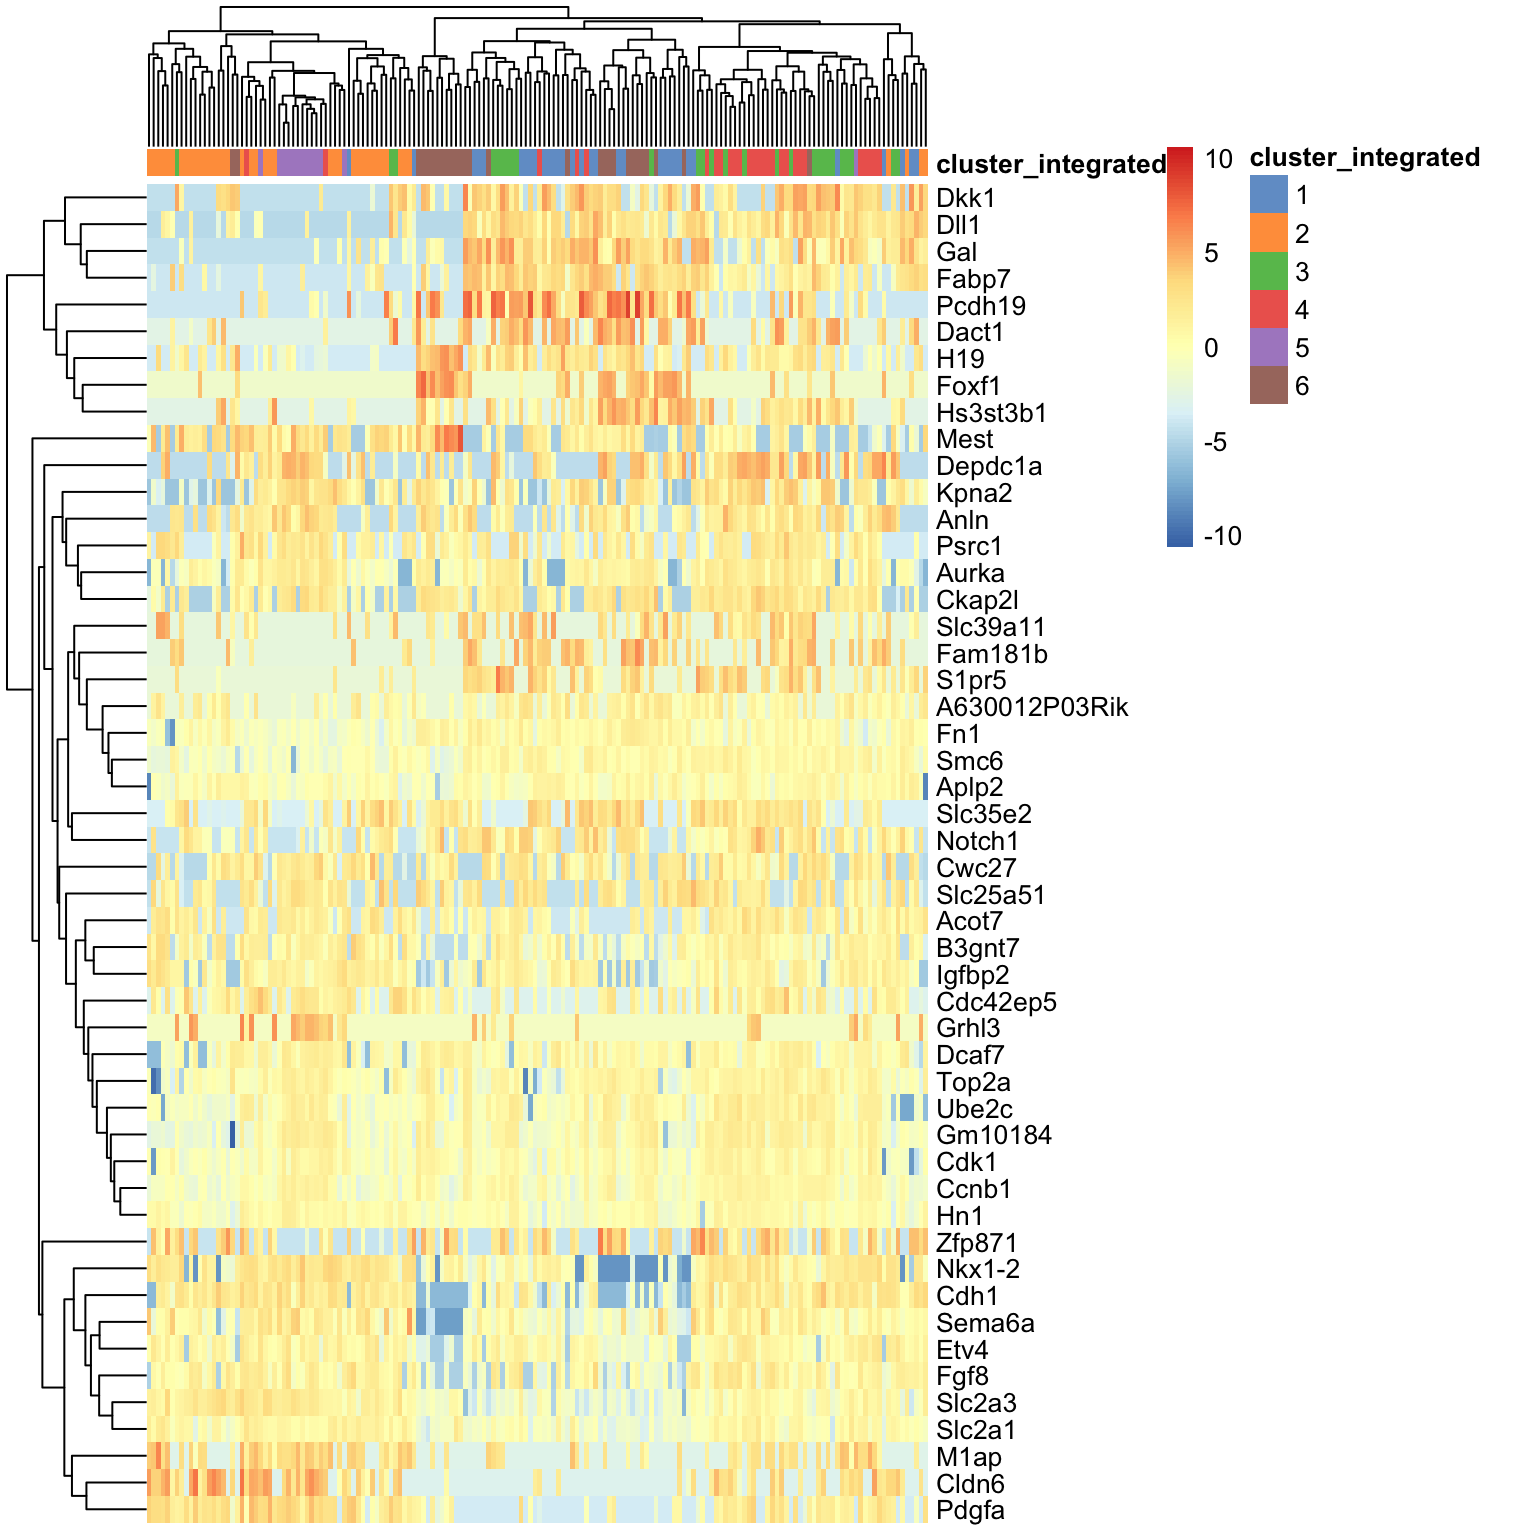 cluster_integrated
Dkk1
Dll1
Gal
Fabp7
Pcdh19
Dact1
H19
Foxf1
Hs3st3b1
Mest
Depdc1a
Kpna2
Anln
Psrc1
Aurka
Ckap2l
Slc39a11
Fam181b
S1pr5
A630012P03Rik
Fn1
Smc6
Aplp2
Slc35e2
Notch1
Cwc27
Slc25a51
Acot7
B3gnt7
Igfbp2
Cdc42ep5
Grhl3
Dcaf7
Top2a
Ube2c
Gm10184
Cdk1
Ccnb1
Hn1
Zfp871
Nkx1-2
Cdh1
Sema6a
Etv4
Fgf8
Slc2a3
Slc2a1
M1ap
Cldn6
Pdgfa
10
5
0
-5
-10
cluster_integrated
1
2
3
4
5
6